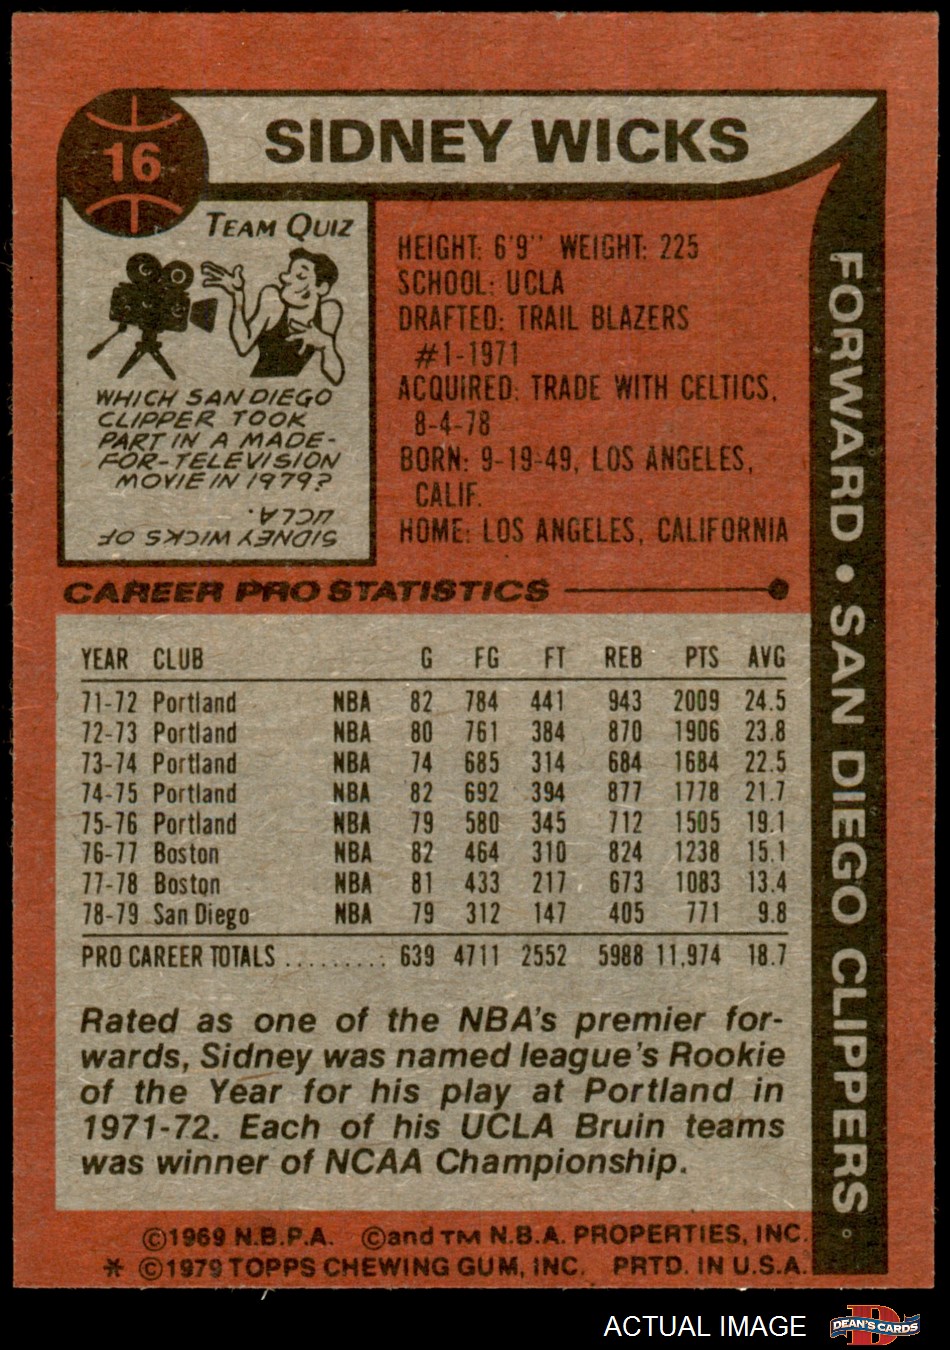 16
SIDNEY WICKS
TEAM QUIZ
WHICH SAN DIEGO
CLIPPER TOOK
PART IN A MADE-
FOR-TELEVISION
MOVIE IN 1979?
SIDNEY WICKS OF
UCLA.
HEIGHT: 6'9" WEIGHT: 225
SCHOOL: UCLA
DRAFTED: TRAIL BLAZERS
#1-1971
ACQUIRED: TRADE WITH CELTICS,
8-4-78
BORN: 9-19-49, LOS ANGELES,
CALIF.
HOME: LOS ANGELES, CALIFORNIA
FORWARD • SAN DIEGO CLIPPERS
CAREER PRO STATISTICS
YEAR CLUB G FG FT REB PTS AVG
71-72 Portland NBA 82 784 441 943 2009 24.5
72-73 Portland NBA 80 761 384 870 1906 23.8
73-74 Portland NBA 74 685 314 684 1684 22.5
74-75 Portland NBA 82 692 394 877 1778 21.7
75-76 Portland NBA 79 580 345 712 1505 19.1
76-77 Boston NBA 82 464 310 824 1238 15.1
77-78 Boston NBA 81 433 217 673 1083 13.4
78-79 San Diego NBA 79 312 147 405 771 9.8
PRO CAREER TOTALS .......... 639 4711 2552 5988 11,974 18.7
Rated as one of the NBA's premier for-
wards, Sidney was named league's Rookie
of the Year for his play at Portland in
1971-72. Each of his UCLA Bruin teams
was winner of NCAA Championship.
©1969 N.B.P.A. ©and TM N.B.A. PROPERTIES, INC.
* ©1979 TOPPS CHEWING GUM, INC. PRTD. IN U.S.A.
ACTUAL IMAGE
D
DEAN'S CARDS